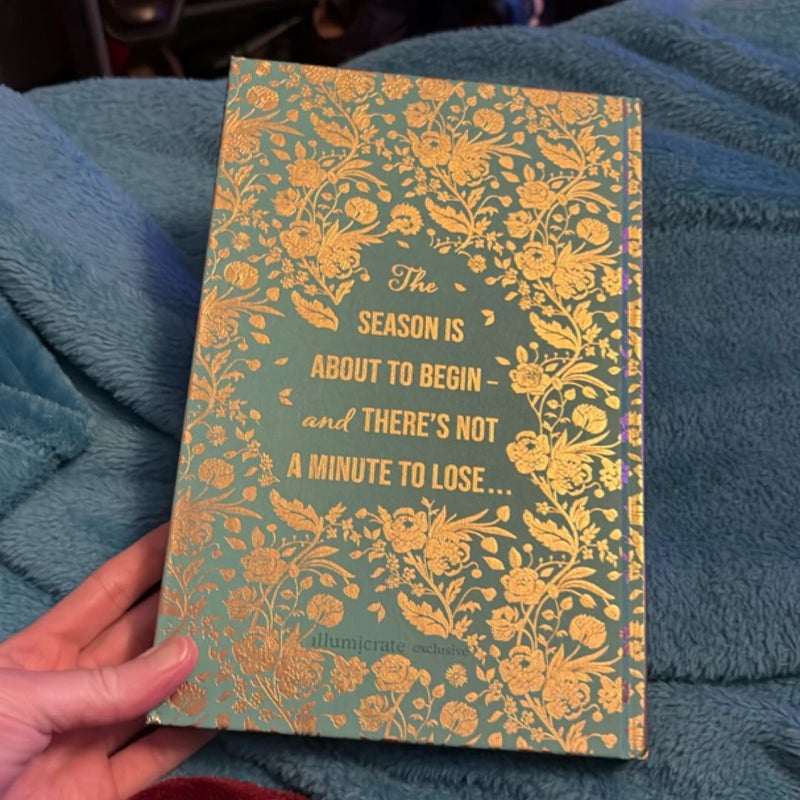 The
SEASON IS
ABOUT TO BEGIN –
and THERE'S NOT
A MINUTE TO LOSE...
illumicrate exclusive